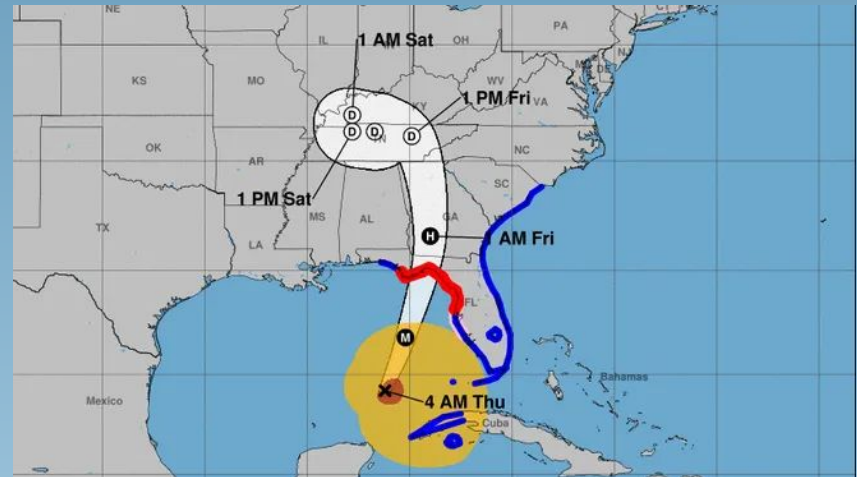 NE
PA
CT
1 AM Sat
IL
OH
NJ
KS
MO
WV
1 PM Fri
VA
KY
D
D
D
D
TN
OK
AR
NC
SC
1 PM Sat
MS
AL
GA
TX
LA
H
AM Fri
FL
M
Bahamas
Mexico
4 AM Thu
Cuba